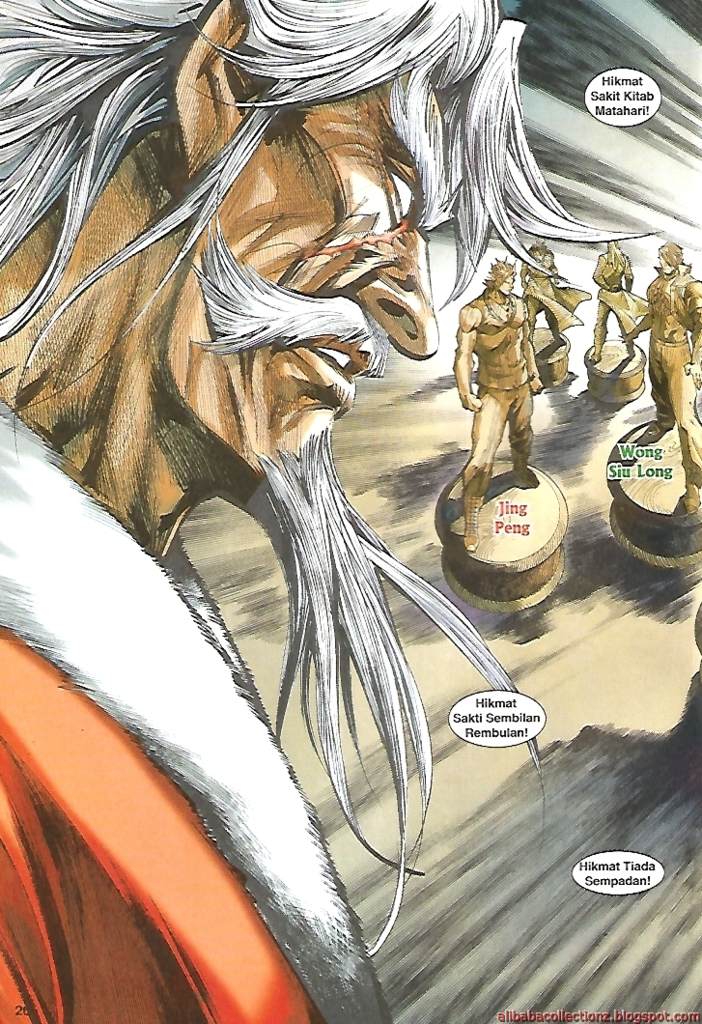 Hikmat
Sakit Kitab
Matahari!
Wong
Siu Long
Jing
Peng
Hikmat
Sakti Sembilan
Rembulan!
Hikmat Tiada
Sempadan!
alibabacollectionz.blogspot.com